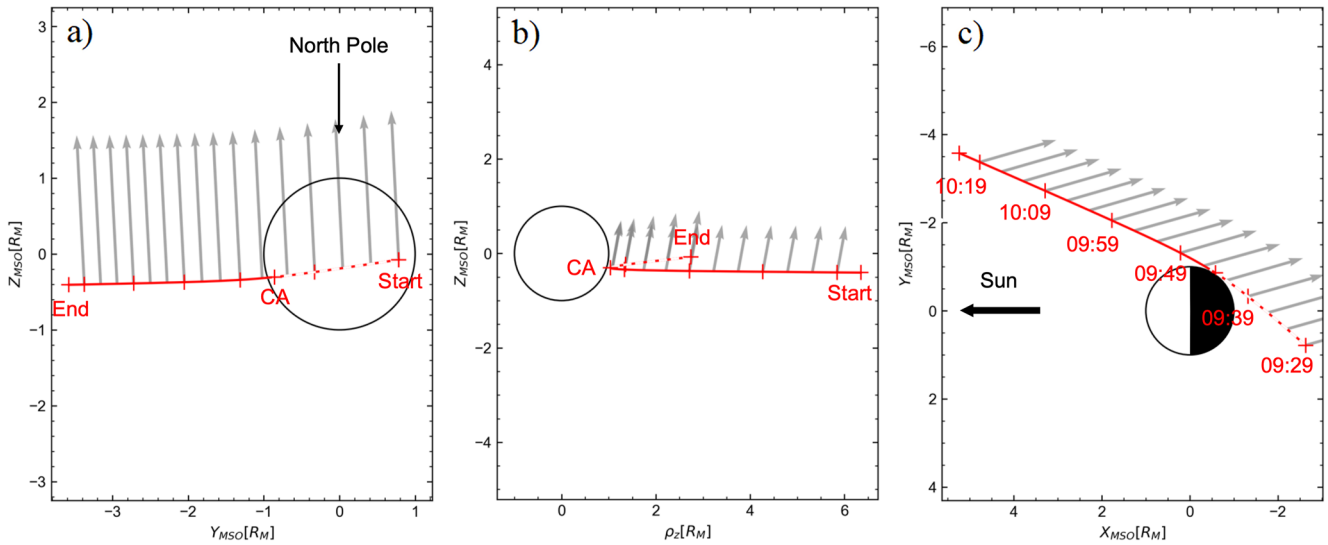 a)
North Pole
3
2
1
0
−1
−2
−3
Z_MSO[R_M]
End
CA
Start
−3 −2 −1 0 1
Y_MSO[R_M]
b)
4
2
0
−2
−4
Z_MSO[R_M]
CA
End
Start
0 2 4 6
ρ_z[R_M]
c)
−6
−4
−2
0
2
4
Y_MSO[R_M]
10:19
10:09
09:59
09:49
09:39
09:29
Sun
4 2 0 −2
X_MSO[R_M]